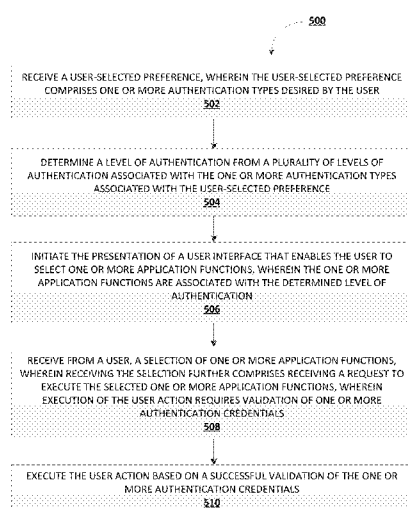 500
RECEIVE A USER-SELECTED PREFERENCE, WHEREIN THE USER-SELECTED PREFERENCE
COMPRISES ONE OR MORE AUTHENTICATION TYPES DESIRED BY THE USER
502
DETERMINE A LEVEL OF AUTHENTICATION FROM A PLURALITY OF LEVELS OF
AUTHENTICATION ASSOCIATED WITH THE ONE OR MORE AUTHENTICATION TYPES
ASSOCIATED WITH THE USER-SELECTED PREFERENCE
504
INITIATE THE PRESENTATION OF A USER INTERFACE THAT ENABLES THE USER TO
SELECT ONE OR MORE APPLICATION FUNCTIONS, WHEREIN THE ONE OR MORE
APPLICATION FUNCTIONS ARE ASSOCIATED WITH THE DETERMINED LEVEL OF
AUTHENTICATION
506
RECEIVE FROM A USER, A SELECTION OF ONE OR MORE APPLICATION FUNCTIONS,
WHEREIN RECEIVING THE SELECTION FURTHER COMPRISES RECEIVING A REQUEST TO
EXECUTE THE SELECTED ONE OR MORE APPLICATION FUNCTIONS, WHEREIN
EXECUTION OF THE USER ACTION REQUIRES VALIDATION OF ONE OR MORE
AUTHENTICATION CREDENTIALS
508
EXECUTE THE USER ACTION BASED ON A SUCCESSFUL VALIDATION OF THE ONE OR
MORE AUTHENTICATION CREDENTIALS
510